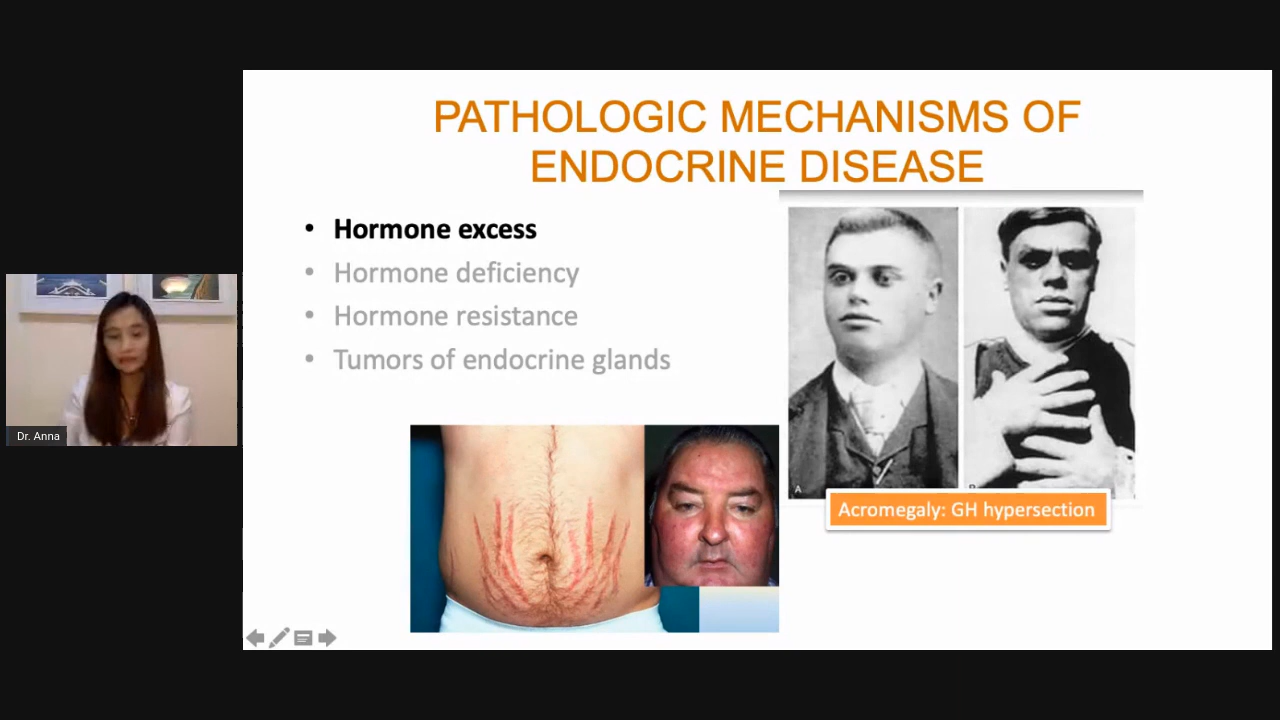 PATHOLOGIC MECHANISMS OF
ENDOCRINE DISEASE
• Hormone excess
• Hormone deficiency
• Hormone resistance
• Tumors of endocrine glands
A
Acromegaly: GH hypersection
Dr. Anna